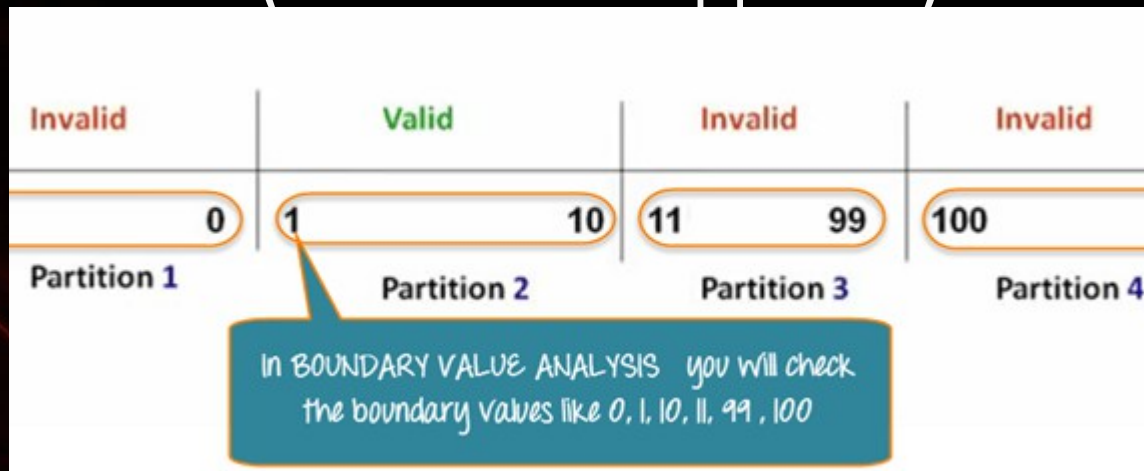 Invalid Valid Invalid Invalid
0 1 10 11 99 100
Partition 1 Partition 2 Partition 3 Partition 4
In BOUNDARY VALUE ANALYSIS you will check
the boundary values like 0, 1, 10, 11, 99 , 100